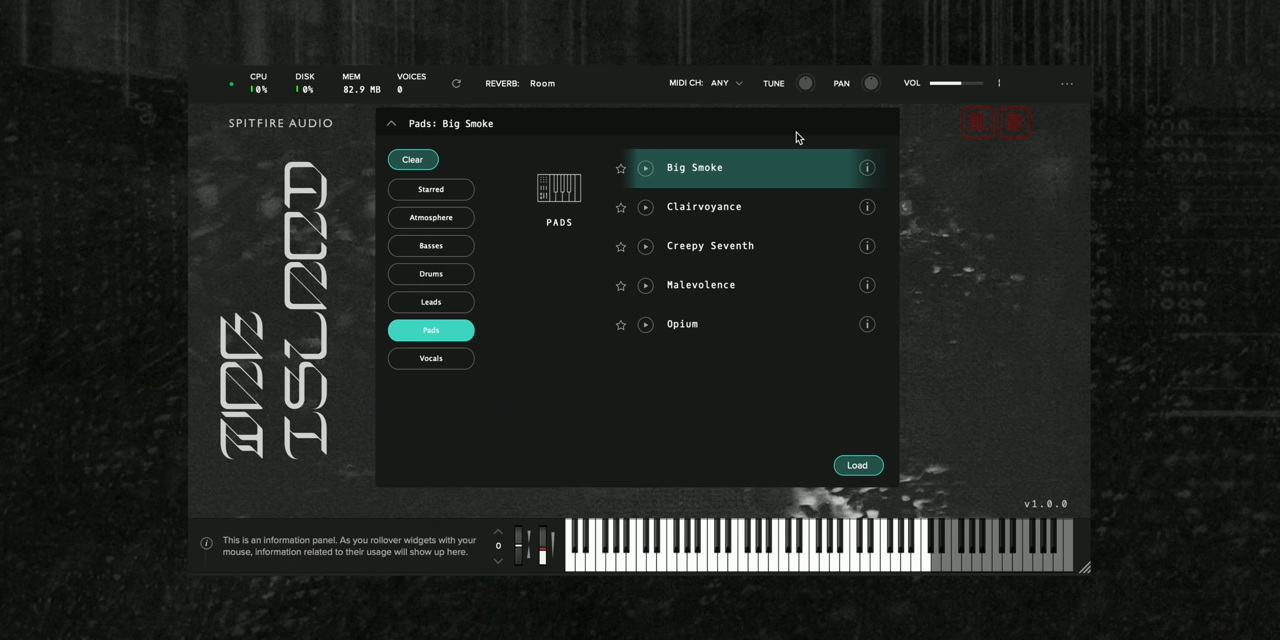 CPU
0%
DISK
0%
MEM
82.9 MB
VOICES
0
REVERB: Room
MIDI CH: ANY
TUNE
PAN
VOL
SPITFIRE AUDIO
Pads: Big Smoke
Clear
Starred
Atmosphere
Basses
Drums
Leads
Pads
Vocals
PADS
Big Smoke
Clairvoyance
Creepy Seventh
Malevolence
Opium
Load
THE
ISLAND
v1.0.0
This is an information panel. As you rollover widgets with your
mouse, information related to their usage will show up here.
0